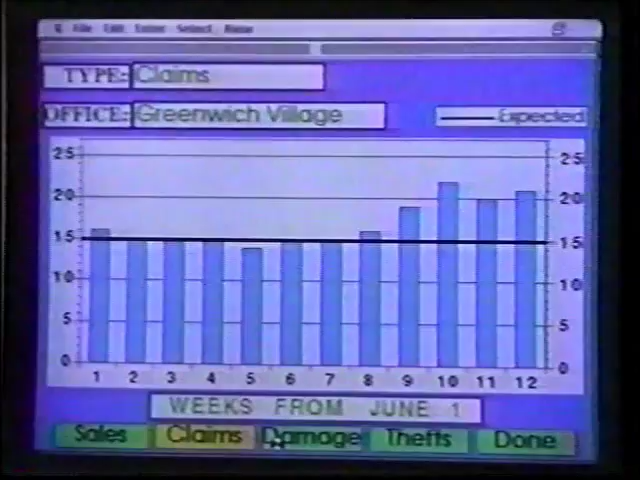 File Edit Enter Select Name
TYPE: Claims
OFFICE: Greenwich Village
Expected
25 25
20 20
15 15
10 10
5 5
0 0
1 2 3 4 5 6 7 8 9 10 11 12
WEEKS FROM JUNE 1
Sales Claims Damage Thefts Done